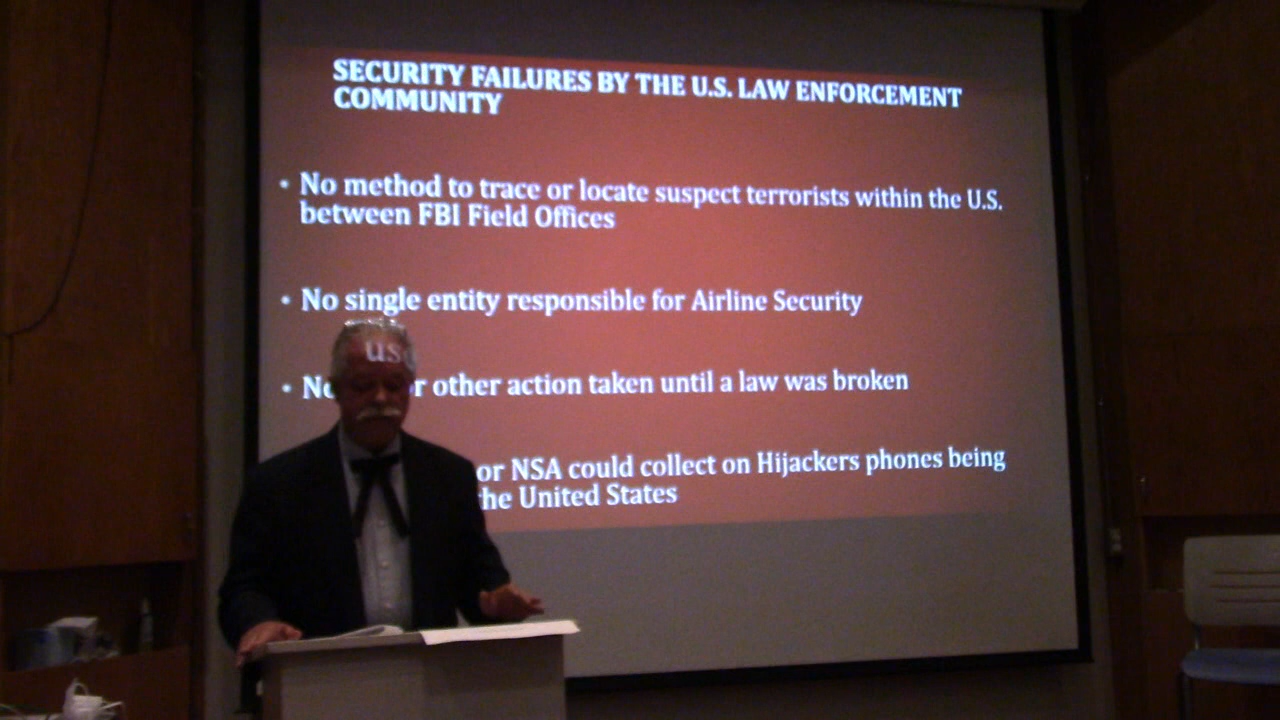 SECURITY FAILURES BY THE U.S. LAW ENFORCEMENT
COMMUNITY
• No method to trace or locate suspect terrorists within the U.S.
between FBI Field Offices
• No single entity responsible for Airline Security
• No other action taken until a law was broken
or NSA could collect on Hijackers phones being
the United States